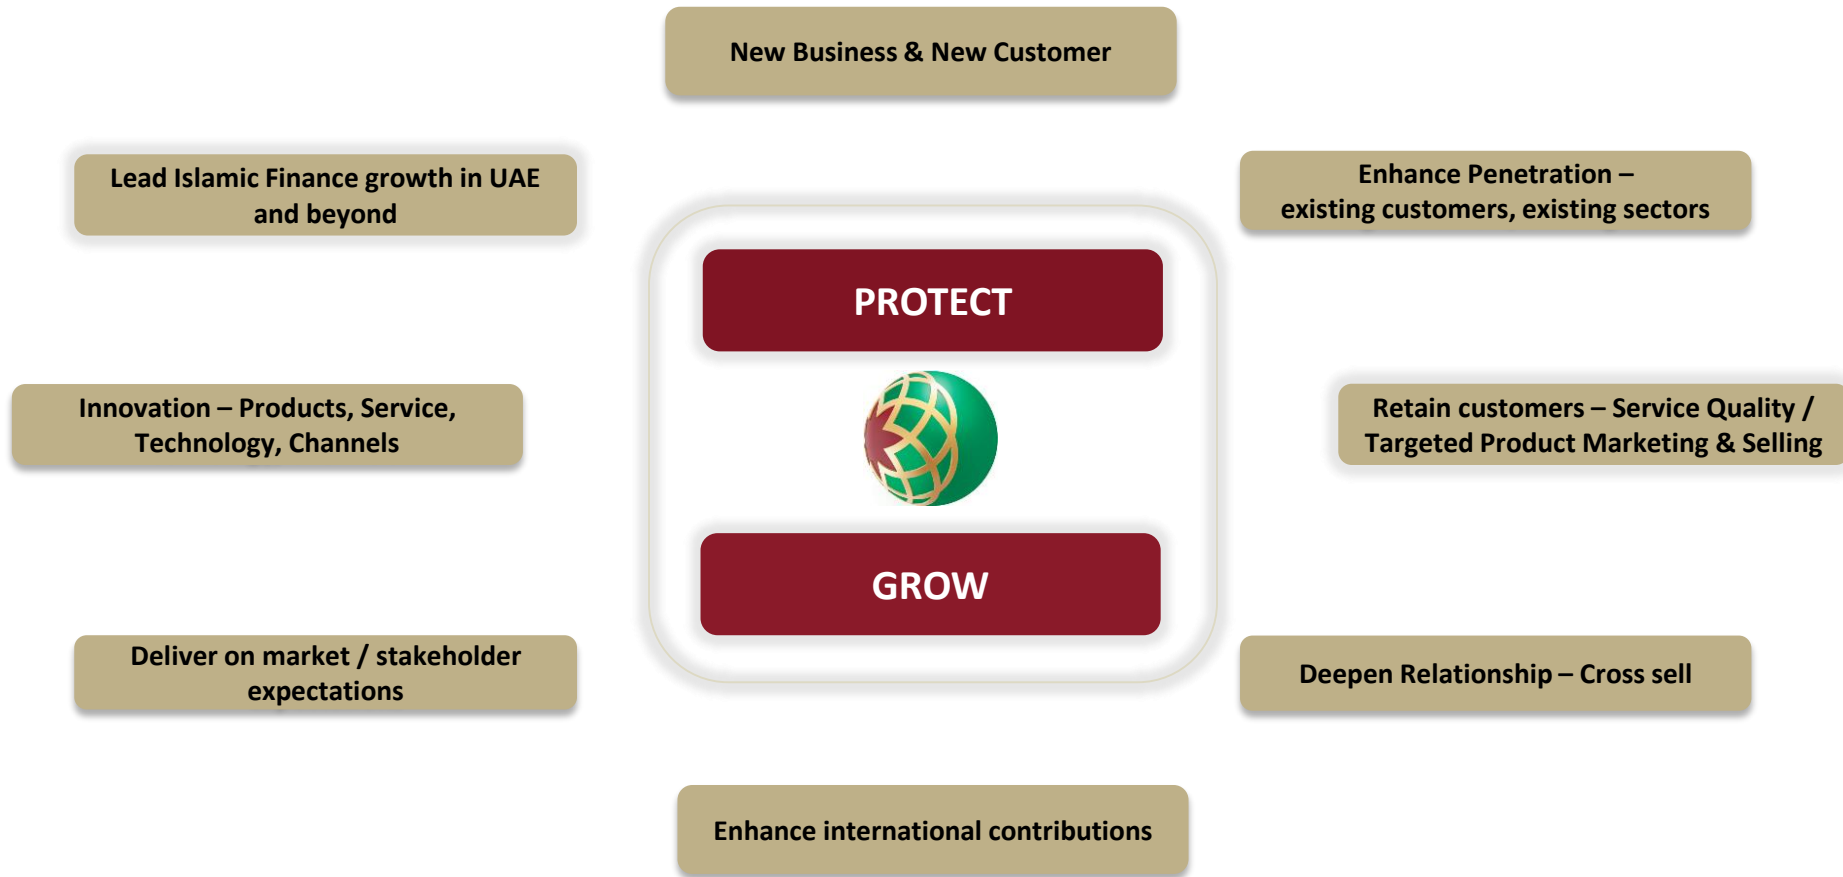 New Business & New Customer
Lead Islamic Finance growth in UAE
and beyond
Enhance Penetration –
existing customers, existing sectors
PROTECT
Innovation – Products, Service,
Technology, Channels
Retain customers – Service Quality /
Targeted Product Marketing & Selling
GROW
Deliver on market / stakeholder
expectations
Deepen Relationship – Cross sell
Enhance international contributions